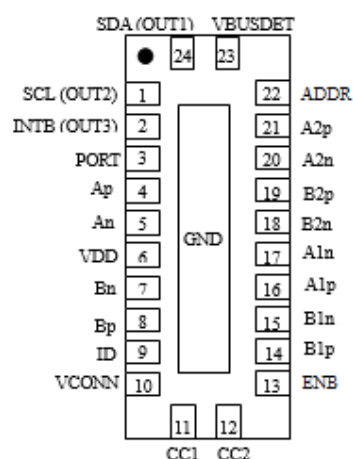 SDA (OUT1) VBUSDET
24 23
SCL (OUT2) 1 22 ADDR
INTB (OUT3) 2 21 A2p
PORT 3 20 A2n
Ap 4 19 B2p
An 5 18 B2n
GND
VDD 6 17 A1n
Bn 7 16 A1p
Bp 8 15 B1n
ID 9 14 B1p
VCONN 10 13 ENB
11 12
CC1 CC2